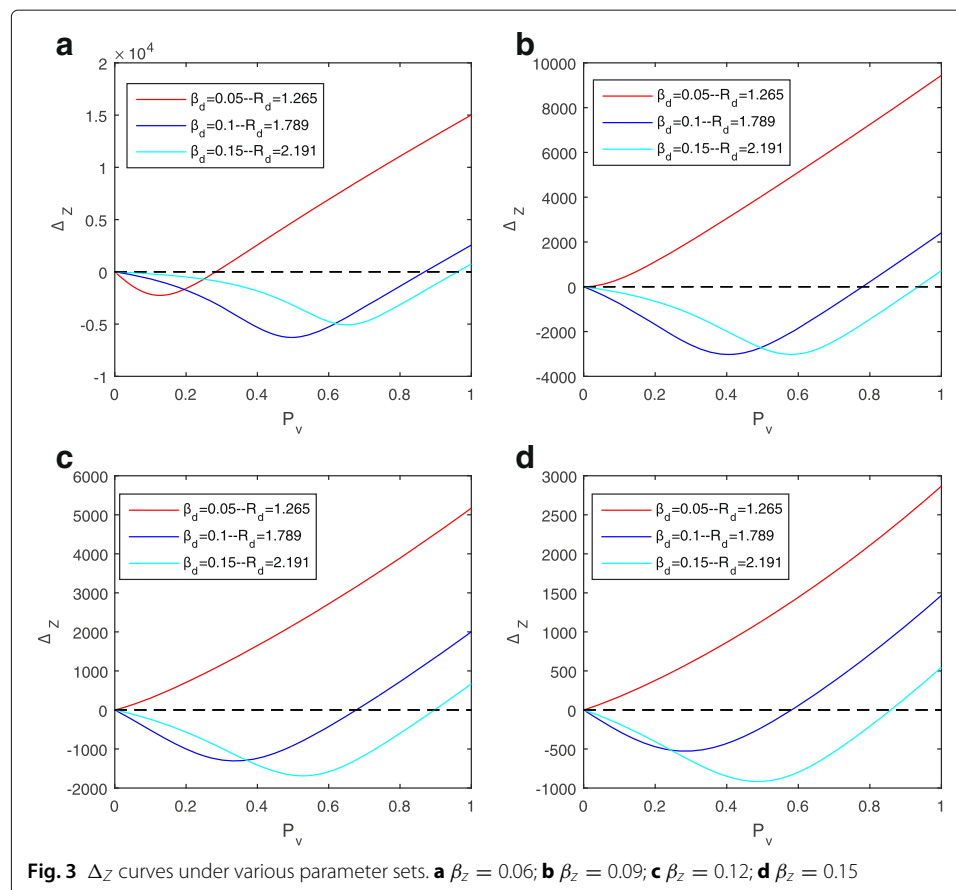 a
× 10^4
2
1.5
1
0.5
0
-0.5
-1
Δ_Z
β_d=0.05--R_d=1.265
β_d=0.1--R_d=1.789
β_d=0.15--R_d=2.191
0 0.2 0.4 0.6 0.8 1
P_v
b
10000
8000
6000
4000
2000
0
-2000
-4000
Δ_Z
β_d=0.05--R_d=1.265
β_d=0.1--R_d=1.789
β_d=0.15--R_d=2.191
0 0.2 0.4 0.6 0.8 1
P_v
c
6000
5000
4000
3000
2000
1000
0
-1000
-2000
Δ_Z
β_d=0.05--R_d=1.265
β_d=0.1--R_d=1.789
β_d=0.15--R_d=2.191
0 0.2 0.4 0.6 0.8 1
P_v
d
3000
2500
2000
1500
1000
500
0
-500
-1000
Δ_Z
β_d=0.05--R_d=1.265
β_d=0.1--R_d=1.789
β_d=0.15--R_d=2.191
0 0.2 0.4 0.6 0.8 1
P_v
Fig. 3 Δ_Z curves under various parameter sets. a β_Z = 0.06; b β_Z = 0.09; c β_Z = 0.12; d β_Z = 0.15